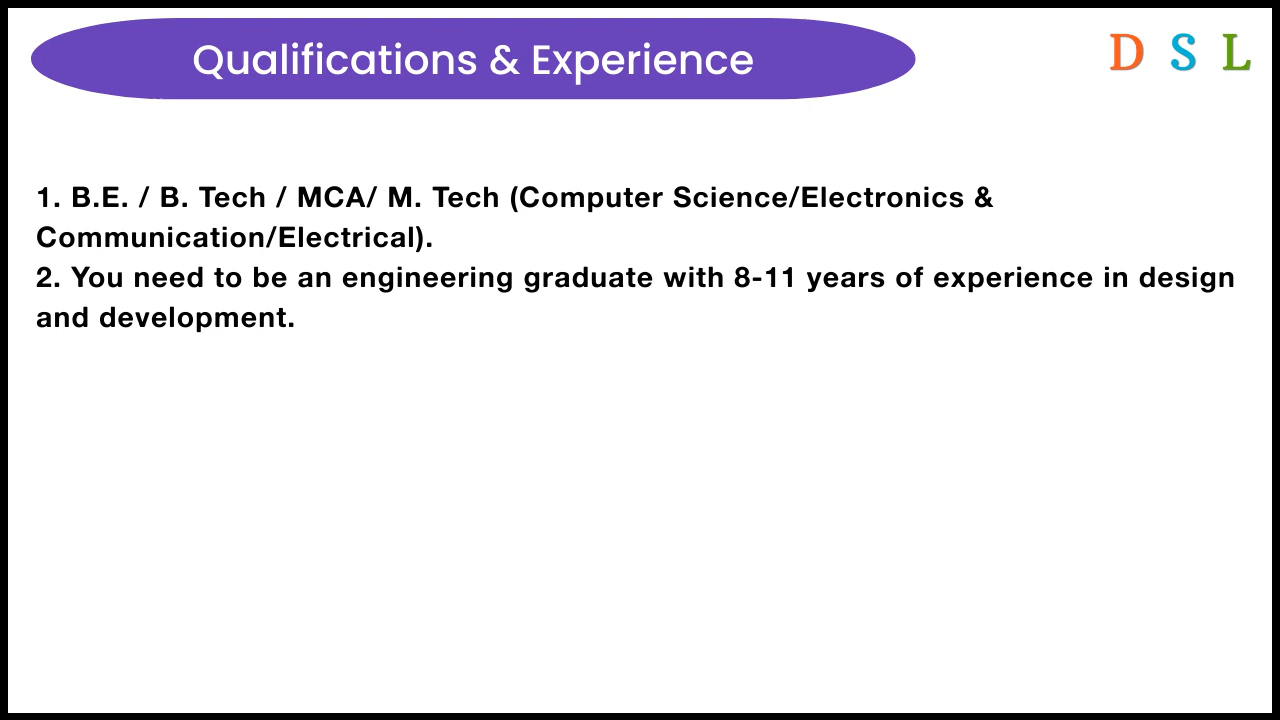 Qualifications & Experience
D S L
1. B.E. / B. Tech / MCA/ M. Tech (Computer Science/Electronics &
Communication/Electrical).
2. You need to be an engineering graduate with 8-11 years of experience in design
and development.